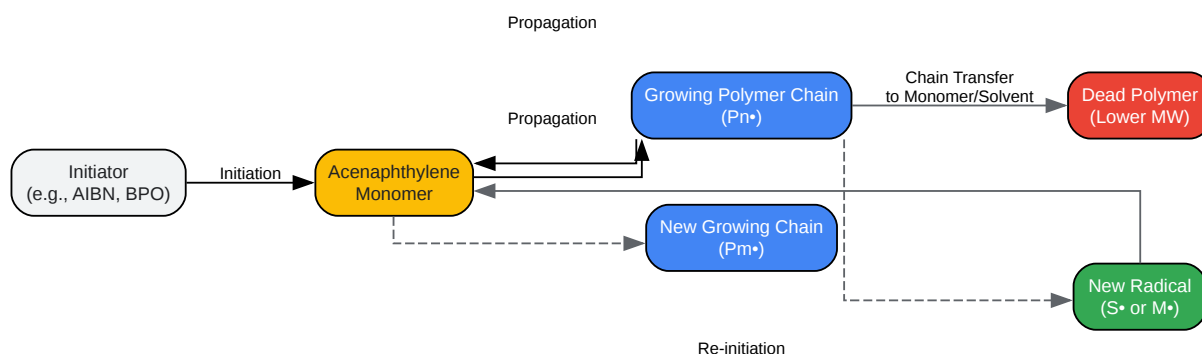 Propagation
Growing Polymer Chain
(Pn•)
Chain Transfer
to Monomer/Solvent
Dead Polymer
(Lower MW)
Propagation
Initiator
(e.g., AIBN, BPO)
Initiation
Acenaphthylene
Monomer
New Growing Chain
(Pm•)
New Radical
(S• or M•)
Re-initiation